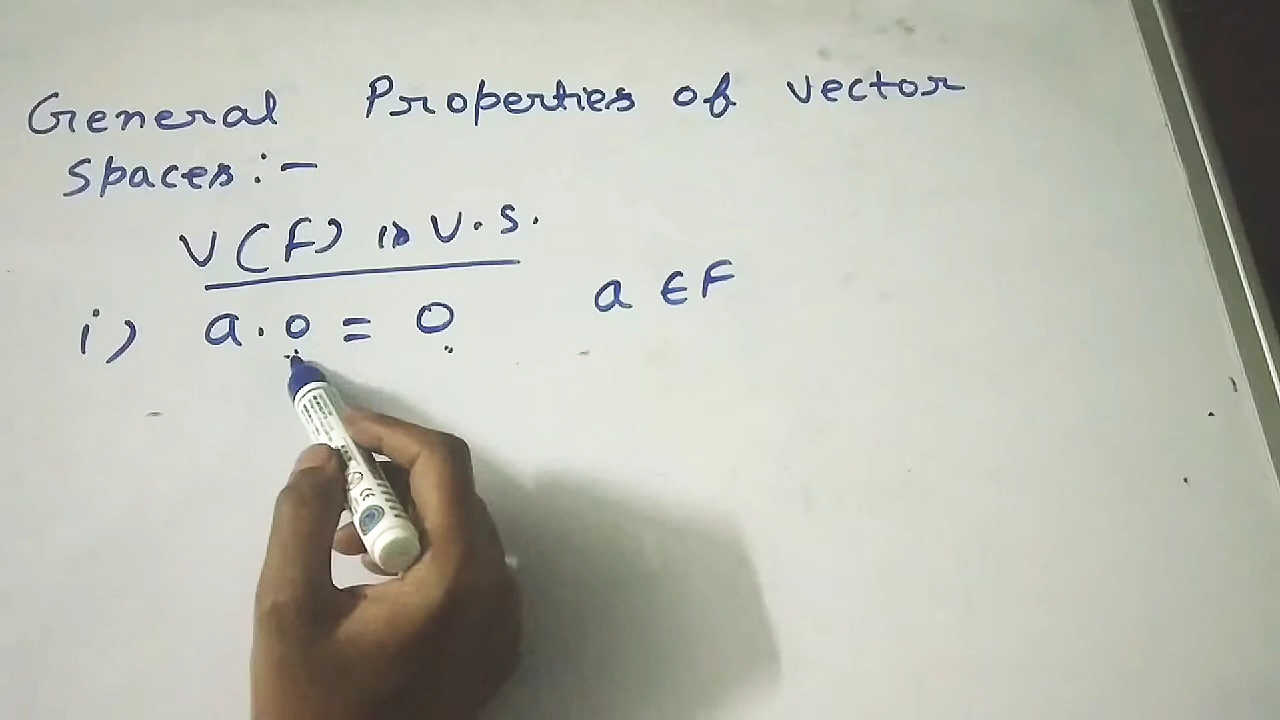 General Properties of vector
spaces:-
V(F) is V.S.
i) a.0 = 0 a ∈ F